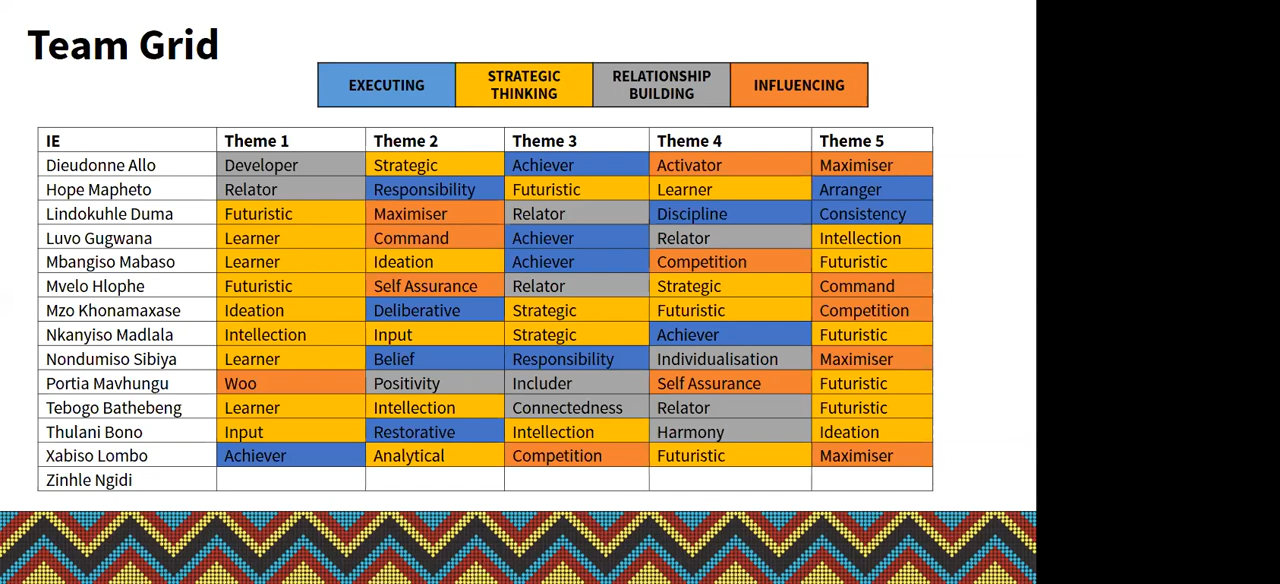 Team Grid
EXECUTING STRATEGIC THINKING RELATIONSHIP BUILDING INFLUENCING
IE Theme 1 Theme 2 Theme 3 Theme 4 Theme 5
Dieudonne Allo Developer Strategic Achiever Activator Maximiser
Hope Mapheto Relator Responsibility Futuristic Learner Arranger
Lindokuhle Duma Futuristic Maximiser Relator Discipline Consistency
Luvo Gugwana Learner Command Achiever Relator Intellection
Mbangiso Mabaso Learner Ideation Achiever Competition Futuristic
Mvelo Hlophe Futuristic Self Assurance Relator Strategic Command
Mzo Khonamaxase Ideation Deliberative Strategic Futuristic Competition
Nkanyiso Madlala Intellection Input Strategic Achiever Futuristic
Nondumiso Sibiya Learner Belief Responsibility Individualisation Maximiser
Portia Mavhungu Woo Positivity Includer Self Assurance Futuristic
Tebogo Bathebeng Learner Intellection Connectedness Relator Futuristic
Thulani Bono Input Restorative Intellection Harmony Ideation
Xabiso Lombo Achiever Analytical Competition Futuristic Maximiser
Zinhle Ngidi